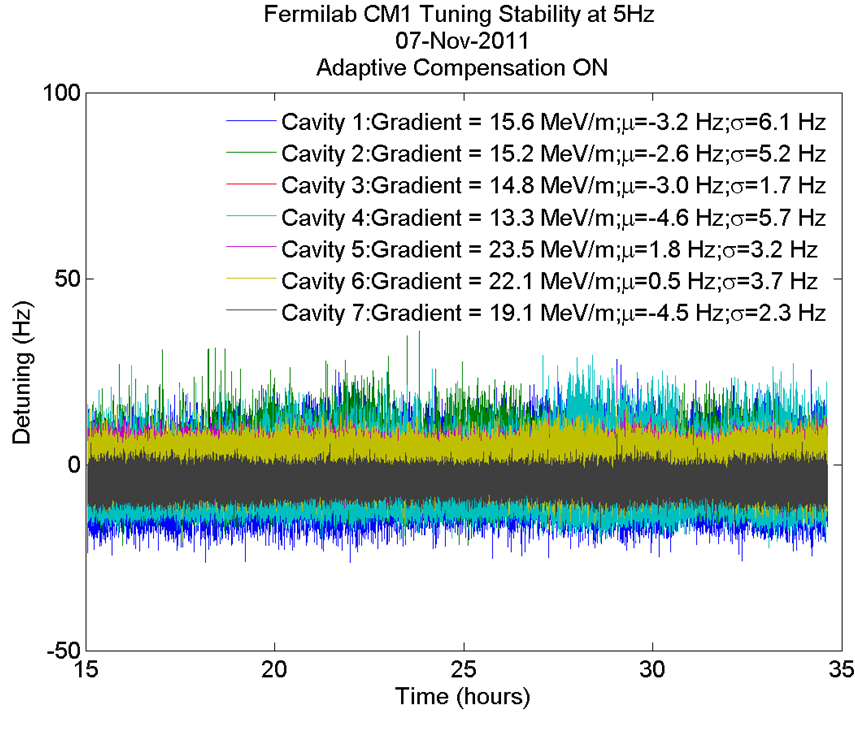 Fermilab CM1 Tuning Stability at 5Hz
07-Nov-2011
Adaptive Compensation ON
100
Cavity 1:Gradient = 15.6 MeV/m;μ=-3.2 Hz;σ=6.1 Hz
Cavity 2:Gradient = 15.2 MeV/m;μ=-2.6 Hz;σ=5.2 Hz
Cavity 3:Gradient = 14.8 MeV/m;μ=-3.0 Hz;σ=1.7 Hz
Cavity 4:Gradient = 13.3 MeV/m;μ=-4.6 Hz;σ=5.7 Hz
Cavity 5:Gradient = 23.5 MeV/m;μ=1.8 Hz;σ=3.2 Hz
Cavity 6:Gradient = 22.1 MeV/m;μ=0.5 Hz;σ=3.7 Hz
Cavity 7:Gradient = 19.1 MeV/m;μ=-4.5 Hz;σ=2.3 Hz
50
Detuning (Hz)
0
-50
15 20 25 30 35
Time (hours)